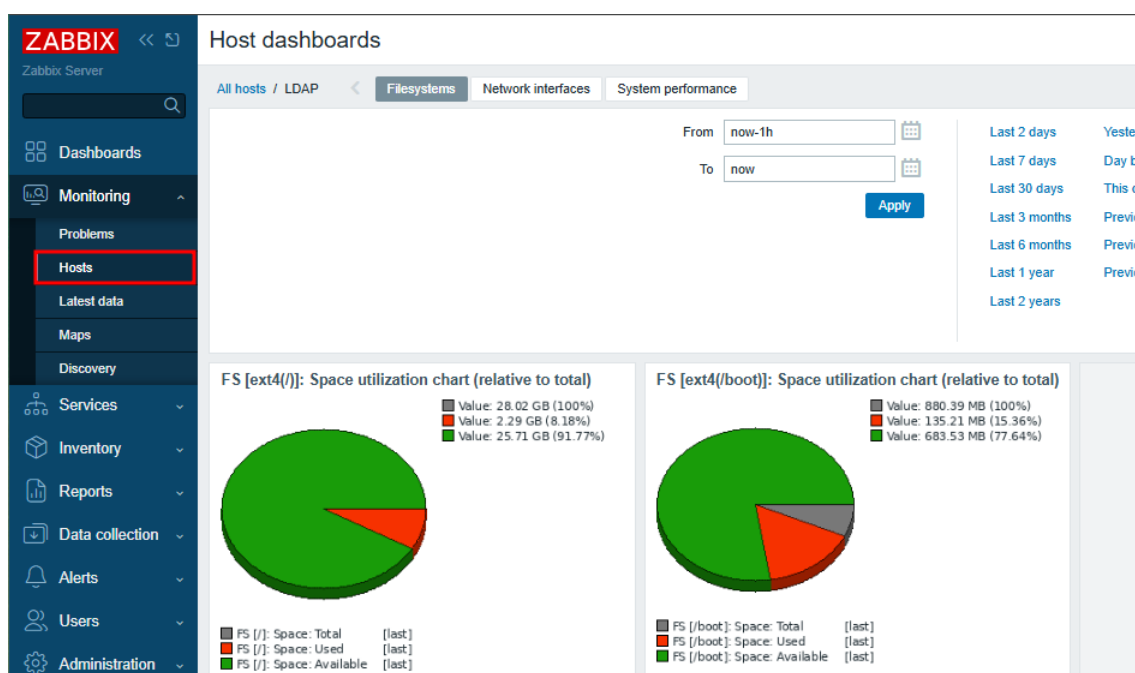 ZABBIX
Zabbix Server
Dashboards
Monitoring
Problems
Hosts
Latest data
Maps
Discovery
Services
Inventory
Reports
Data collection
Alerts
Users
Administration
Host dashboards
All hosts / LDAP Filesystems Network interfaces System performance
From now-1h
To now
Apply
Last 2 days
Last 7 days
Last 30 days
Last 3 months
Last 6 months
Last 1 year
Last 2 years
Yeste
Day b
This
Previ
Previ
Previ
FS [ext4(/)]: Space utilization chart (relative to total)
Value: 28.02 GB (100%)
Value: 2.29 GB (8.18%)
Value: 25.71 GB (91.77%)
FS [/]: Space: Total [last]
FS [/]: Space: Used [last]
FS [/]: Space: Available [last]
FS [ext4(/boot)]: Space utilization chart (relative to total)
Value: 880.39 MB (100%)
Value: 135.21 MB (15.36%)
Value: 683.53 MB (77.64%)
FS [/boot]: Space: Total [last]
FS [/boot]: Space: Used [last]
FS [/boot]: Space: Available [last]